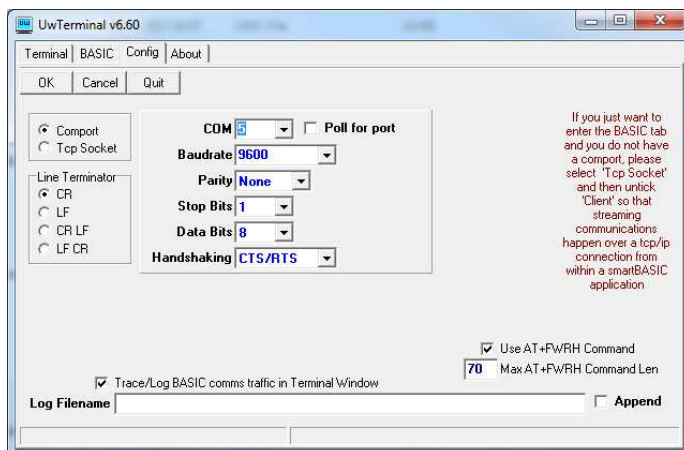 UwTerminal v6.60
Terminal BASIC Config About
OK Cancel Quit
Comport
Tcp Socket
Line Terminator
CR
LF
CR LF
LF CR
COM 5 Poll for port
Baudrate 9600
Parity None
Stop Bits 1
Data Bits 8
Handshaking CTS/RTS
If you just want to
enter the BASIC tab
and you do not have
a comport, please
select 'Tcp Socket'
and then untick
'Client' so that
streaming
communications
happen over a tcp/ip
connection from
within a smartBASIC
application
Use AT+FWRH Command
70 Max AT+FWRH Command Len
Trace/Log BASIC comms traffic in Terminal Window
Log Filename Append